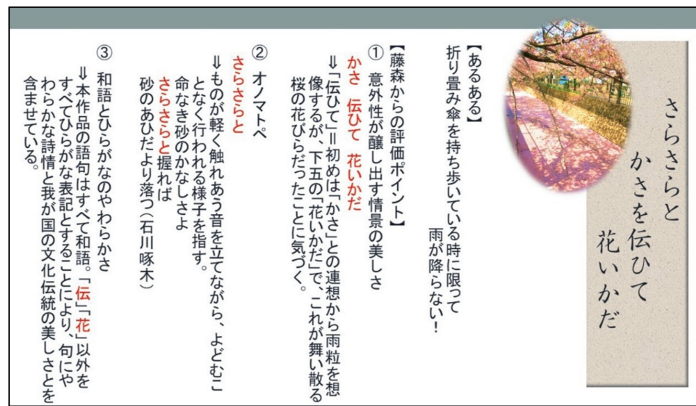 さらさらと
かさを伝ひて
花いかだ
【あるある】
折り畳み傘を持ち歩いている時に限って
雨が降らない！
【藤森からの評価ポイント】
① 意外性が醸し出す情景の美しさ
かさ　伝ひて　花いかだ
⇒「伝ひて」＝初めは「かさ」との連想から雨粒を想
像するが、下五の「花いかだ」で、これが舞い散る
桜の花びらだったことに気づく。
② オノマトペ
さらさらと
⇒ものが軽く触れあう音を立てながら、よどむこ
となく行われる様子を指す。
命なき砂のかなしさよ
さらさらと握れば
砂のあひだより落つ（石川啄木）
③ 和語とひらがなのやわらかさ
⇒本作品の語句はすべて和語。「伝」「花」以外を
すべてひらがな表記とすることにより、句にや
わらかな詩情と我が国の文化伝統の美しさとを
含ませている。